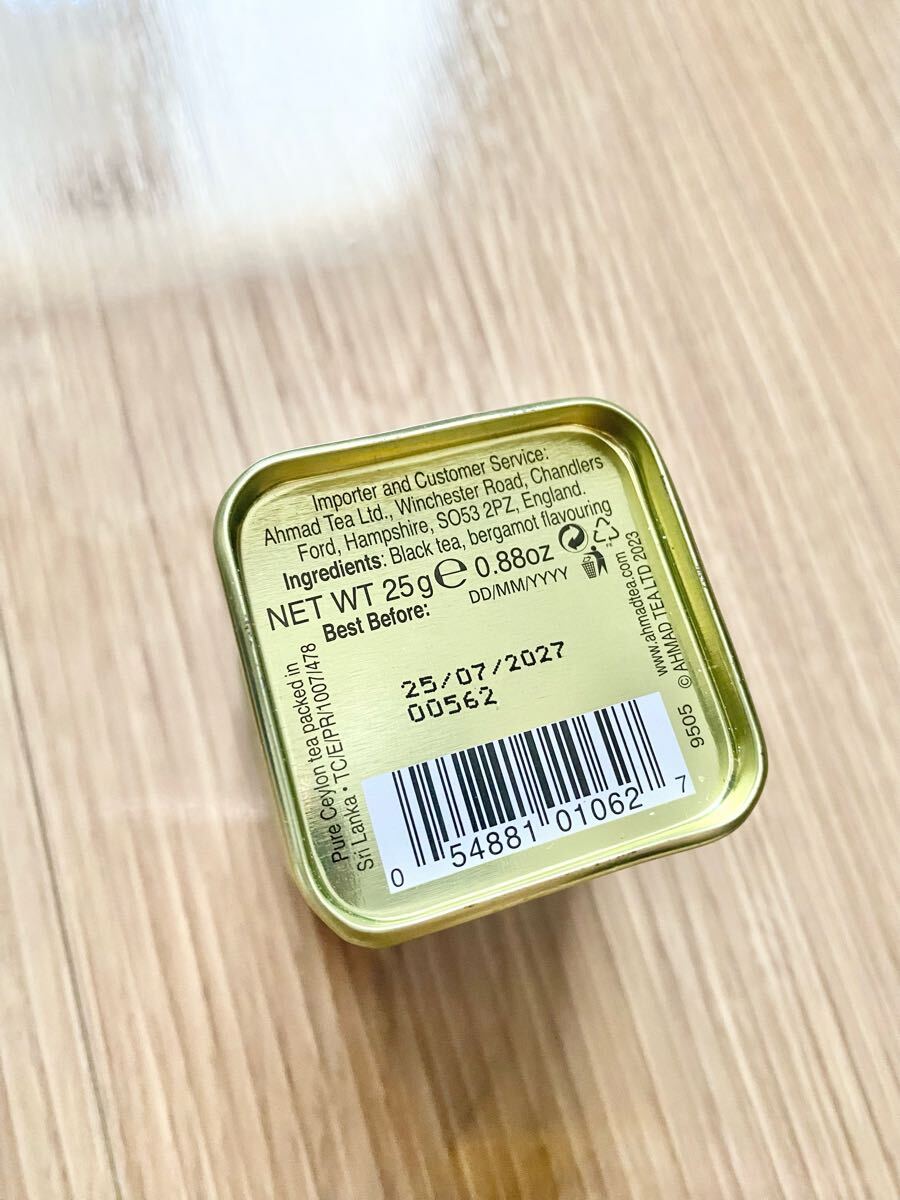 Importer and Customer Service:
Ahmad Tea Ltd., Winchester Road, Chandlers
Ford, Hampshire, SO53 2PZ, England.
Ingredients: Black tea, bergamot flavouring
NET WT 25g℮ 0.88oz
Best Before: DD/MM/YYYY
25/07/2027
00562
Pure Ceylon tea packed in
Sri Lanka • TC/E/PR/1007/478
www.ahmadtea.com
9505 © AHMAD TEA LTD 2023
0 54881 01062 7